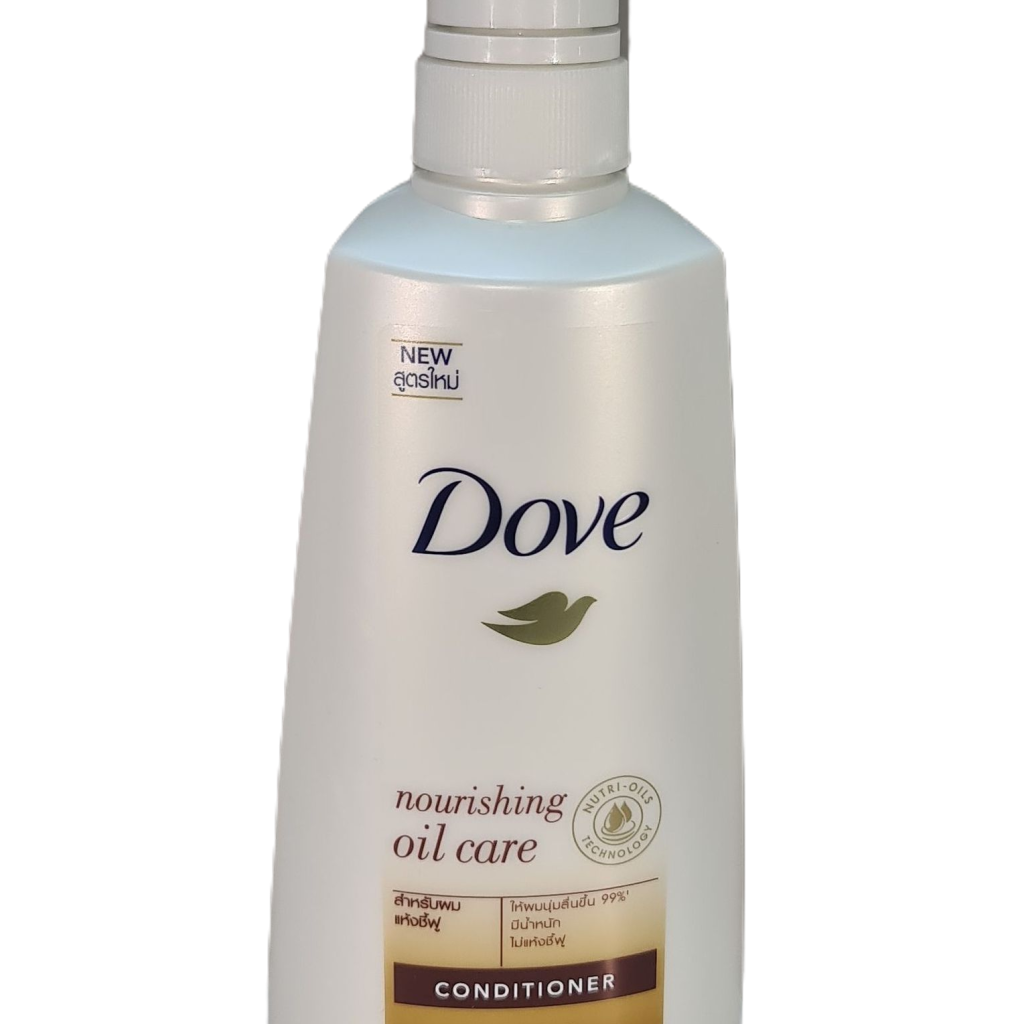 NEW
สูตรใหม่
Dove
nourishing
oil care
NUTRI-OILS
TECHNOLOGY
สำหรับผม
แห้งชี้ฟู
ให้ผมนุ่มลื่นขึ้น 99%¹
มีน้ำหนัก
ไม่แห้งชี้ฟู
CONDITIONER